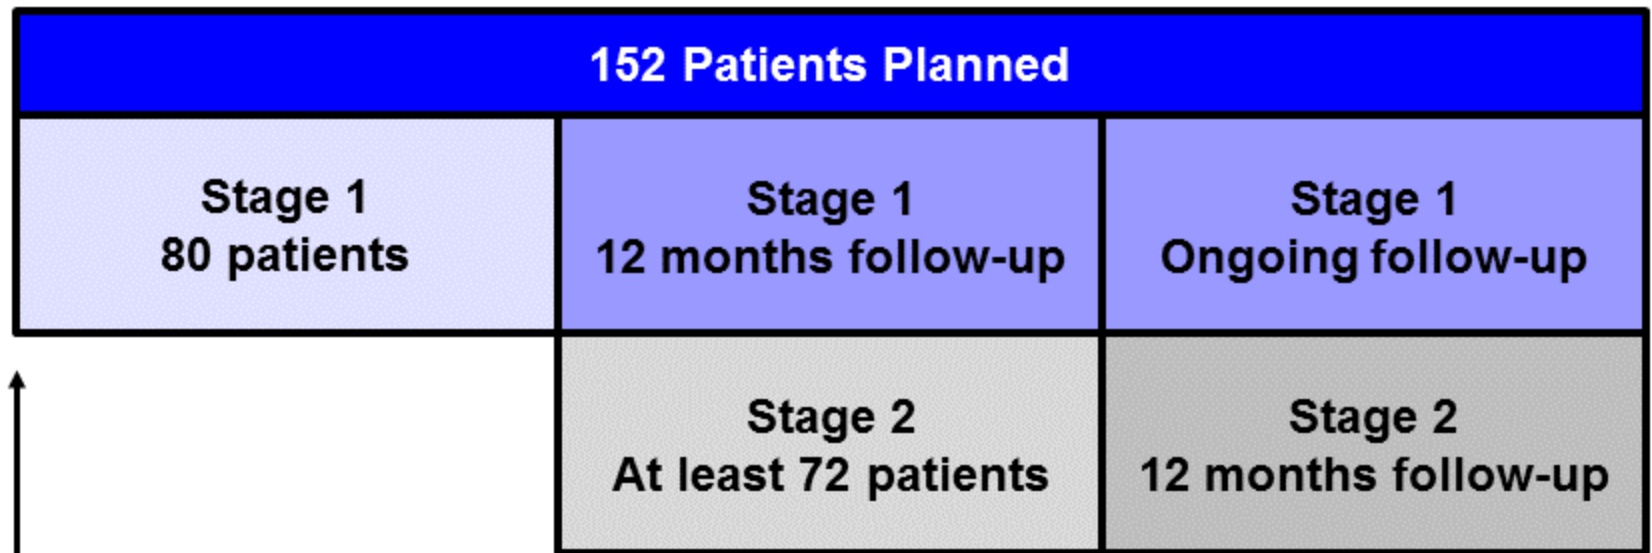 152 Patients Planned
Stage 1
80 patients
Stage 1
12 months follow-up
Stage 1
Ongoing follow-up
Stage 2
At least 72 patients
Stage 2
12 months follow-up